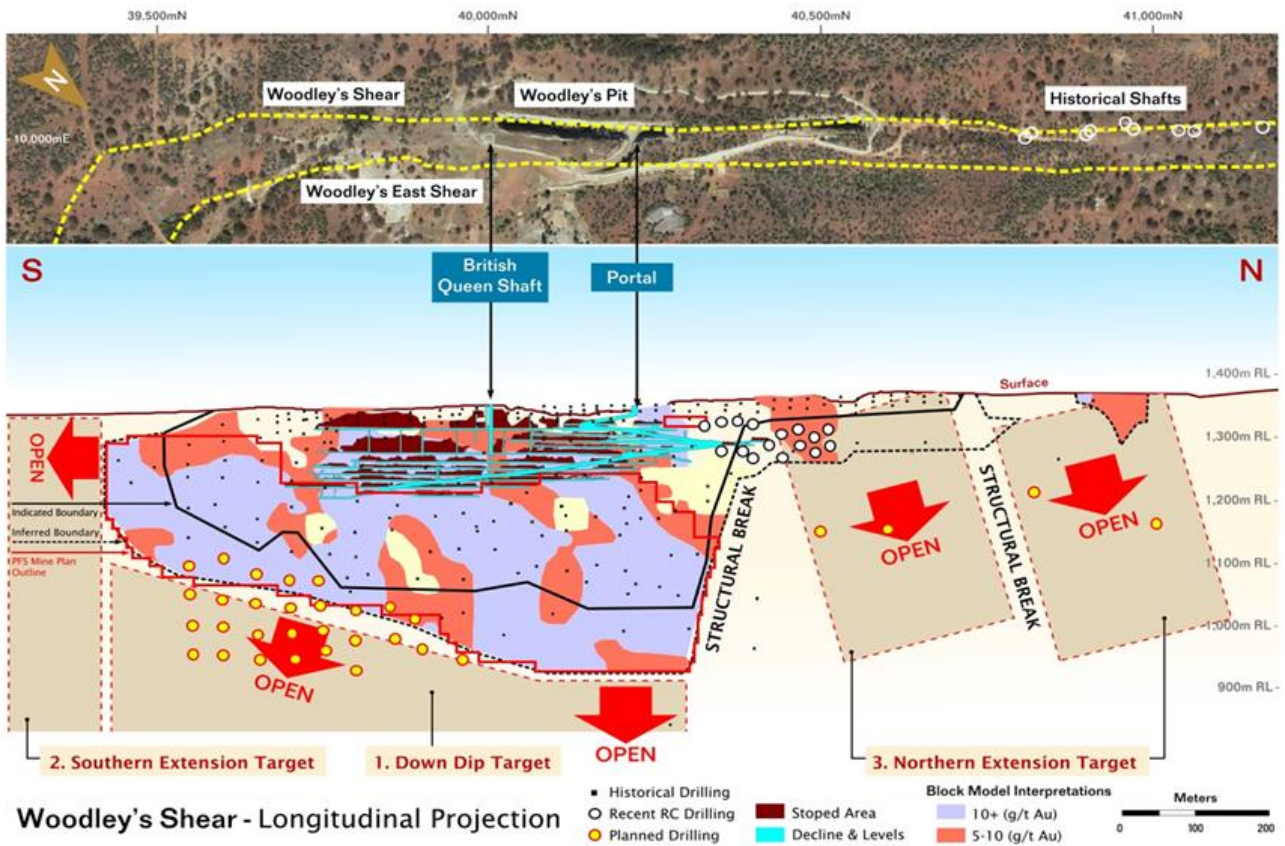 39,500mN
40,000mN
40,500mN
41,000mN
N
10,000mE
Woodley's Shear
Woodley's Pit
Historical Shafts
Woodley's East Shear
S
British
Queen Shaft
Portal
N
1,400m RL -
Surface
1,300m RL -
1,200m RL -
1,100m RL -
1,000m RL -
900m RL -
OPEN
Indicated Boundary
Inferred Boundary
PFS Mine Plan
Outline
STRUCTURAL BREAK
OPEN
STRUCTURAL BREAK
OPEN
OPEN
OPEN
2. Southern Extension Target
1. Down Dip Target
3. Northern Extension Target
Woodley's Shear - Longitudinal Projection
Historical Drilling
Recent RC Drilling
Planned Drilling
Stoped Area
Decline & Levels
Block Model Interpretations
10+ (g/t Au)
5-10 (g/t Au)
Meters
0 100 200